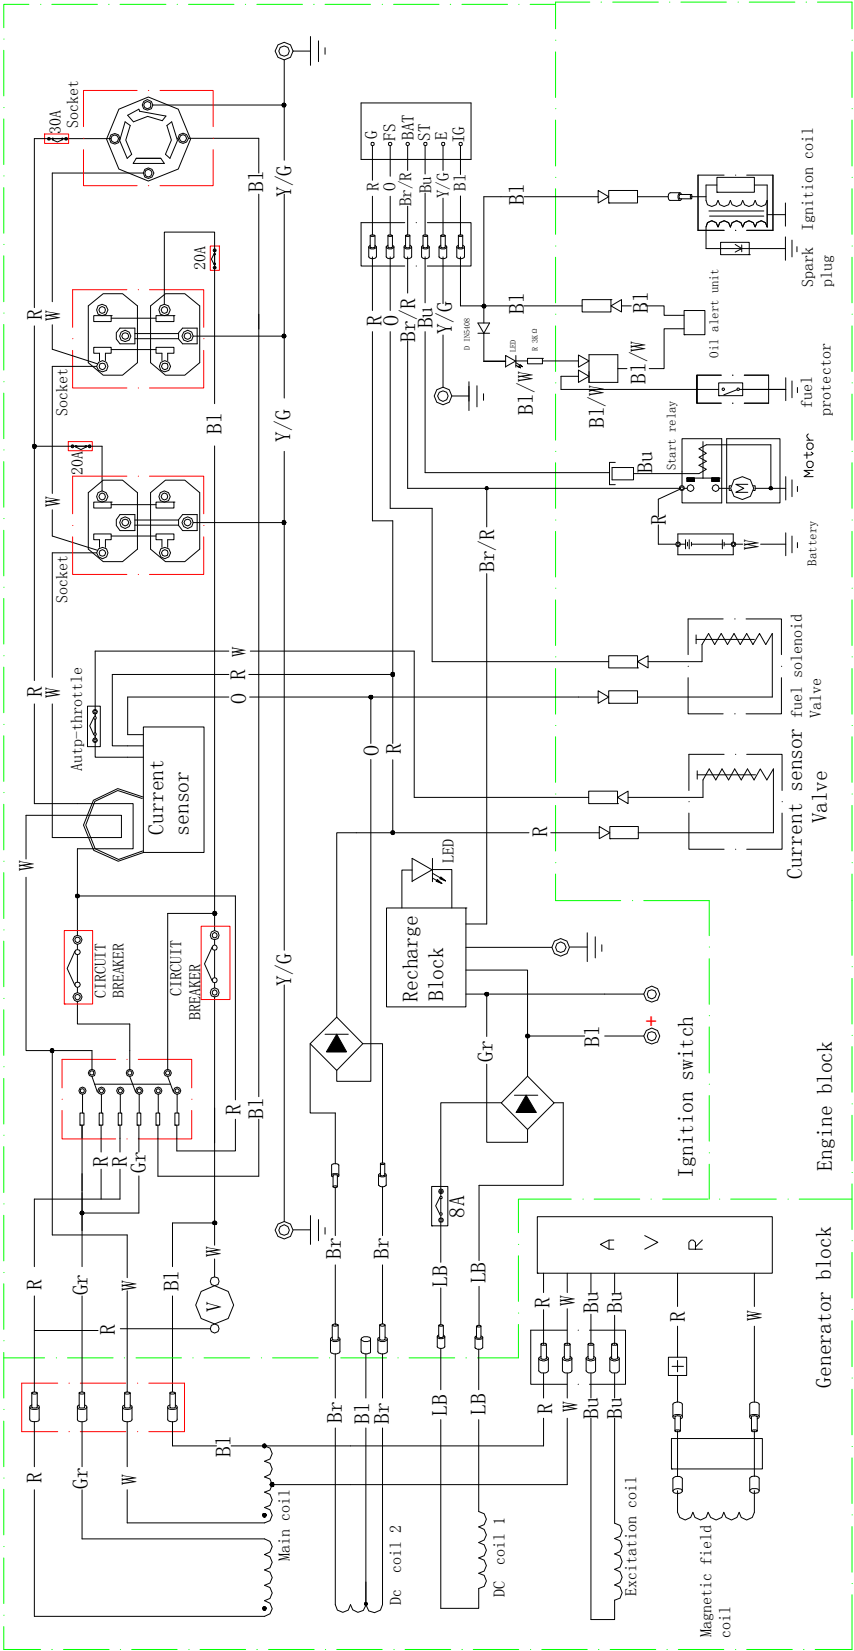 R
R
R
R
W
W
W
W
30A
Socket
Socket
Socket
Gr
Gr
Autp-throttle
20A
R
R
R
Gr
CIRCUIT
BREAKER
W
W
Bl
CIRCUIT
BREAKER
Current
sensor
20A
Bl
W
V
Bl
R
Bl
O
R
W
Bl
Main coil
Y/G
Y/G
Y/G
Br
Br
Bl
Br
Br
Dc coil 2
O
R
R
O
Br/R
Bu
Y/G
R
O
Br/R
Bu
Y/G
Bl
G
FS
BAT
ST
E
IG
LB
LB
8A
LB
LB
DC coil 1
Recharge
Block
LED
Gr
Br/R
D IN5408
LED
R 3KΩ
Bl/W
Bl
Bl
R
W
Bu
Bu
R
W
Bu
Bu
A V R
Excitation coil
Bl
+
R
Bl/W
Bl/W
Bl
Bu
R
Start relay
M
W
R
W
Magnetic field
coil
Ignition switch
Oil alert unit
Current sensor
Valve
fuel solenoid
Valve
Battery
Motor
fuel
protector
Spark
plug
Ignition coil
Generator block
Engine block